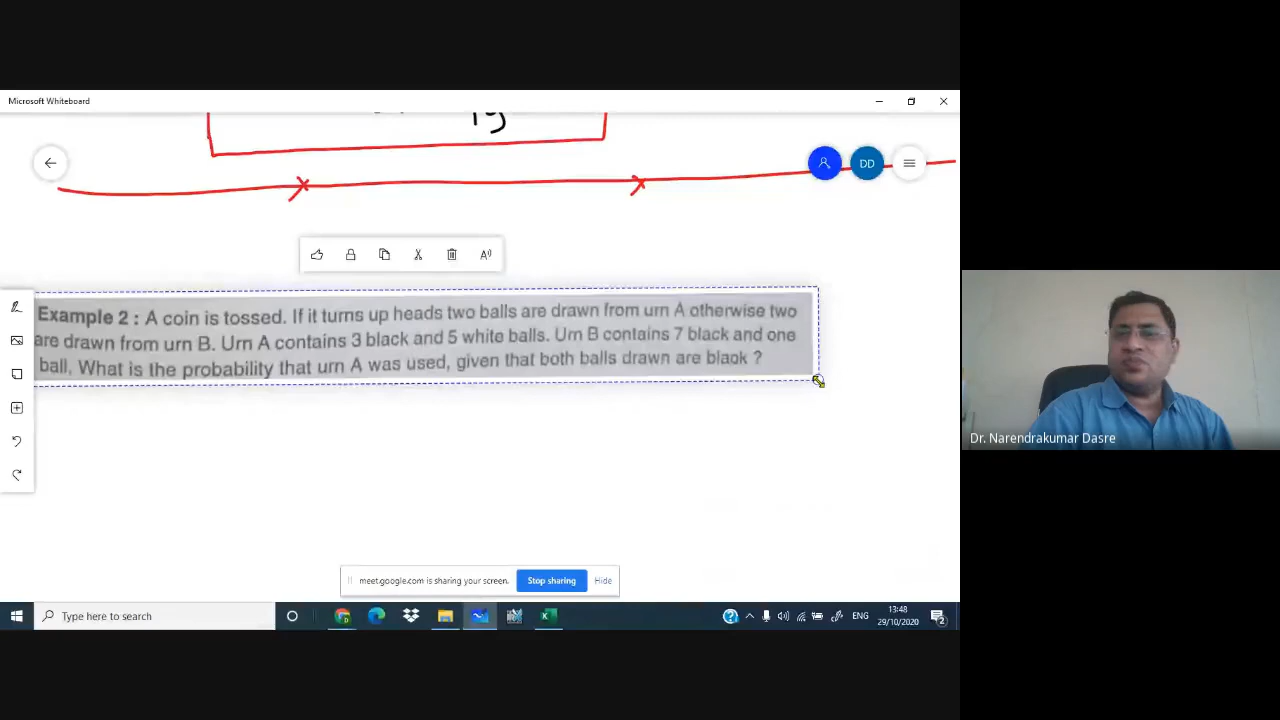 Microsoft Whiteboard
19
DD
Example 2 : A coin is tossed. If it turns up heads two balls are drawn from urn A otherwise two
are drawn from urn B. Urn A contains 3 black and 5 white balls. Urn B contains 7 black and one
ball. What is the probability that urn A was used, given that both balls drawn are black ?
Dr. Narendrakumar Dasre
meet.google.com is sharing your screen.
Stop sharing
Hide
Type here to search
ENG
13:48
29/10/2020
2